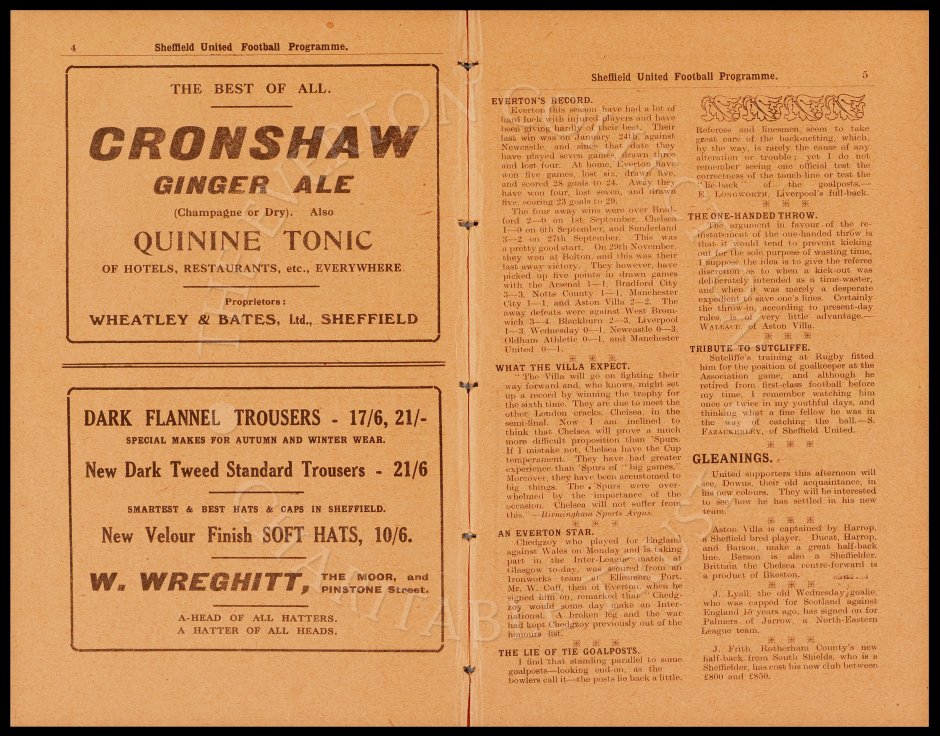 4
Sheffield United Football Programme.
THE BEST OF ALL.
CRONSHAW
GINGER ALE
(Champagne or Dry). Also
QUININE TONIC
OF HOTELS, RESTAURANTS, etc., EVERYWHERE
Proprietors:
WHEATLEY & BATES, Ltd., SHEFFIELD
DARK FLANNEL TROUSERS - 17/6, 21/-
SPECIAL MAKES FOR AUTUMN AND WINTER WEAR.
New Dark Tweed Standard Trousers - 21/6
SMARTEST & BEST HATS & CAPS IN SHEFFIELD.
New Velour Finish SOFT HATS, 10/6.
W. WREGHITT, THE MOOR, and
PINSTONE Street.
A-HEAD OF ALL HATTERS.
A HATTER OF ALL HEADS.
Sheffield United Football Programme.
5
EVERTON'S RECORD.
Everton this season have had a lot of
hard luck with injured players and have
been giving hardly of their best. Their
last win was on January 24th against
Newcastle, and since that date they
have played seven games, drawn three
and lost four. At home, Everton have
won five games, lost six, drawn five,
and scored 28 goals to 24. Away they
have won four, lost seven, and drawn
five, scoring 23 goals to 29.
The four away wins were over Brad-
ford 2—0 on 1st September, Chelsea
1—0 on 6th September, and Sunderland
3—2 on 27th September. This was
a pretty good start. On 29th November,
they won at Bolton, and this was their
last away victory. They however, have
picked up five points in drawn games
with the Arsenal 1—1, Bradford City
3—3, Notts County 1—1, Manchester
City 1—1, and Aston Villa 2—2. The
away defeats were against West Brom-
wich 3—4, Blackburn 2—3, Liverpool
1—3, Wednesday 0—1, Newcastle 0—3,
Oldham Athletic 0—1, and Manchester
United 0—1.
WHAT THE VILLA EXPECT.
"The Villa will go on fighting their
way forward and, who knows, might set
up a record by winning the trophy for
the sixth time. They are due to meet the
other London cracks, Chelsea, in the
semi-final. Now I am inclined to
think that Chelsea will prove a much
more difficult proposition than 'Spurs.
If I mistake not, Chelsea have the Cup
temperament. They have had greater
experience than 'Spurs of "big games."
Moreover, they have been accustomed to
big things. The 'Spurs were over-
whelmed by the importance of the
occasion. Chelsea will not suffer from
this."—Birmingham Sports Argus.
AN EVERTON STAR.
Chedgzoy who played for England
against Wales on Monday and is taking
part in the Inter-League match at
Glasgow to-day, was secured from an
Ironworks team at Ellesmere Port.
Mr. W. Cuff, then of Everton, when he
signed him on, remarked that "Chedg-
zoy would some day make an Inter-
national. A broken leg and the war
had kept Chedgzoy previously out of the
honours list.
THE LIE OF TIE GOALPOSTS.
I find that standing parallel to some
goalposts—looking end-on, as the
bowlers call it—the posts lie back a little.
Referees and linesmen seem to take
great care of the back-netting, which,
by the way, is rarely the cause of any
alteration or trouble; yet I do not
remember seeing one official test the
correctness of the touch-line or test the
"lie-back" of the goalposts.—
E. LONGWORTH, Liverpool's full-back.
THE ONE-HANDED THROW.
The argument in favour of the re-
instatement of the one-handed throw is
that it would tend to prevent kicking
out for the sole purpose of wasting time,
I suppose the idea is to give the referee
discretion as to when a kick-out was
deliberately intended as a time-waster,
and when it was merely a desperate
expedient to save one's lines. Certainly
the throw-in, according to present-day
rules, is of very little advantage.—
WALLACE, of Aston Villa.
TRIBUTE TO SUTCLIFFE.
Sutcliffe's training at Rugby fitted
him for the position of goalkeeper at the
Association game, and although he
retired from first-class football before
my time, I remember watching him
once or twice in my youthful days, and
thinking what a fine fellow he was in
the way of catching the ball.—S.
FAZACKERLEY, of Sheffield United.
GLEANINGS.
United supporters this afternoon will
see, Downs, their old acquaintance, in
his new colours. They will be interested
to see how he has settled in his new
team.
Aston Villa is captained by Harrop,
a Sheffield bred player. Ducat, Harrop,
and Barson, make a great half-back
line. Barson is also a Sheffielder.
Brittain the Chelsea centre-forward is
a product of Ilkeston.
J. Lyall, the old Wednesday goalie,
who was capped for Scotland against
England 15 years ago, has signed on for
Palmers of Jarrow, a North-Eastern
League team.
J. Frith, Rotherham County's new
half-back from South Shields, who is a
Sheffielder, has cost his new club between
£800 and £850.